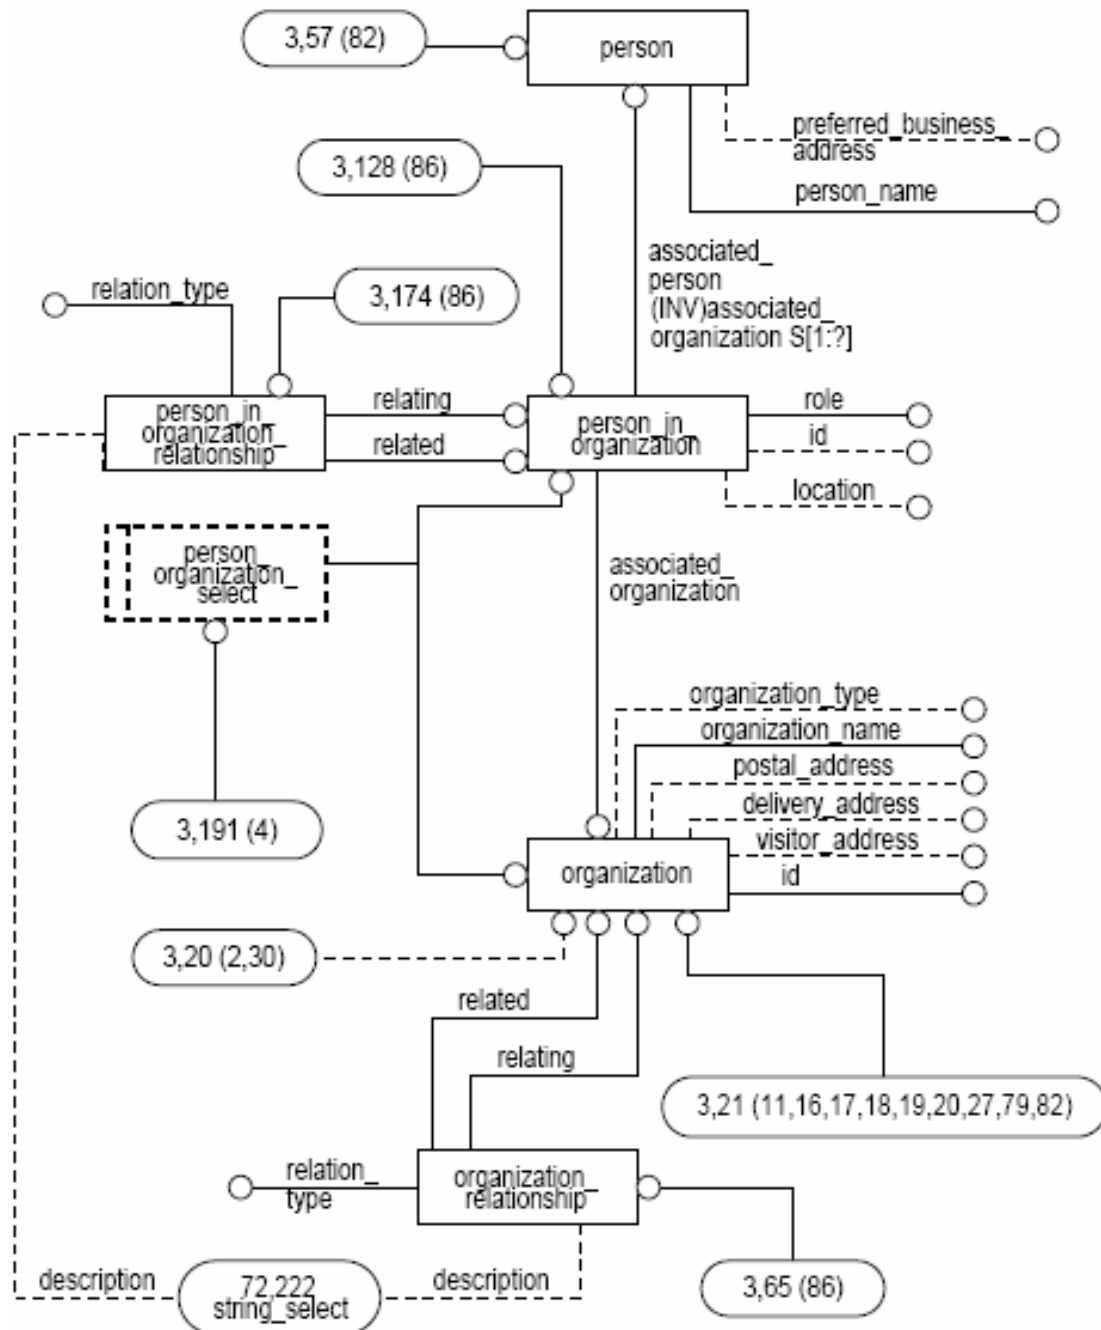 3,57 (82)
person
preferred_business_
address
person_name
3,128 (86)
associated_
person
(INV)associated_
organization S[1:?]
relation_type
3,174 (86)
person_in_
organization_
relationship
relating
related
person_in_
organization
role
id
location
person_
organization_
select
associated_
organization
3,191 (4)
organization_type
organization_name
postal_address
delivery_address
visitor_address
id
organization
3,20 (2,30)
related
relating
3,21 (11,16,17,18,19,20,27,79,82)
relation_
type
organization_
relationship
description
72,222
string_select
description
3,65 (86)